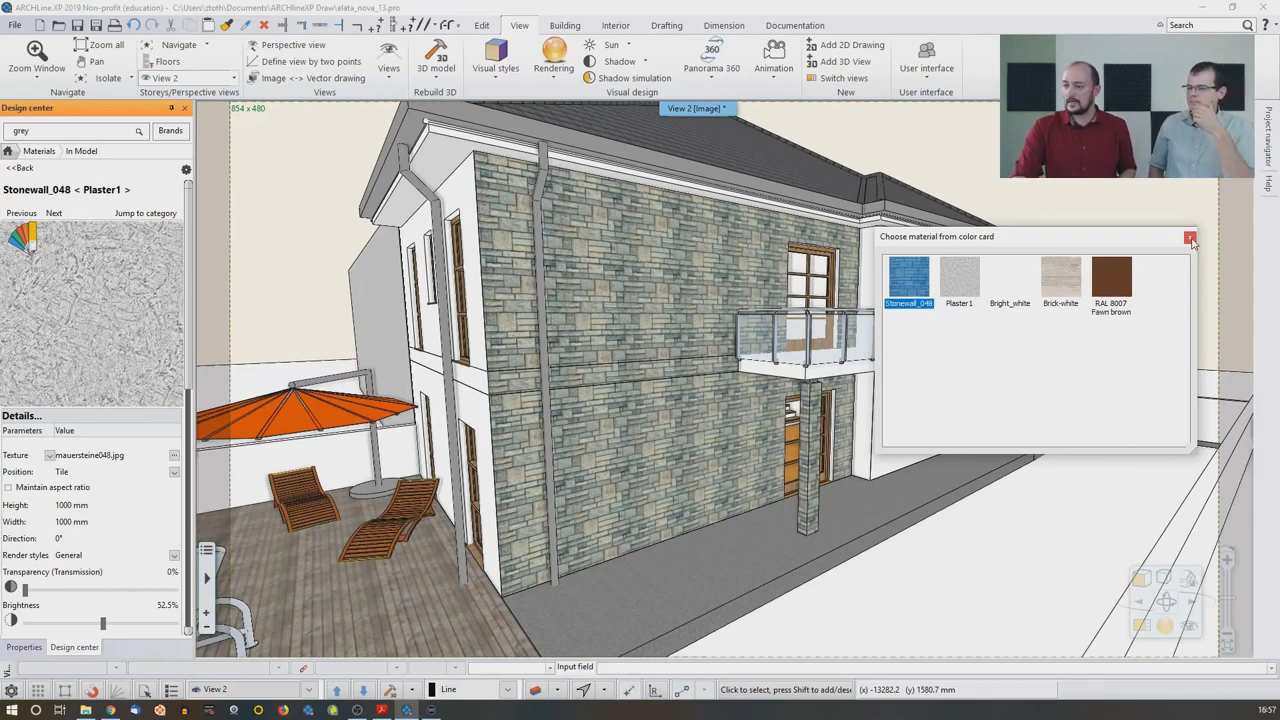 ARCHLine.XP 2019 Non-profit (education) - C:\Users\ztoth\Documents\ARCHlineXP Draw\elata_nova_13.pro
File
Edit
View
Building
Interior
Drafting
Dimension
Documentation
Search
Zoom Window
Zoom all
Pan
Isolate
Navigate
Navigate
Floors
View 2
Storeys/Perspective views
Perspective view
Define view by two points
Image <-> Vector drawing
Views
Views
3D model
Rebuild 3D
Visual styles
Rendering
Sun
Shadow
Shadow simulation
Visual design
Panorama 360
Animation
Add 2D Drawing
Add 3D View
Switch views
New
User interface
User interface
Design center
grey
Brands
Materials
In Model
<<Back
Stonewall_048 < Plaster1 >
Previous
Next
Jump to category
Details...
Parameters
Value
Texture
mauersteine048.jpg
Position:
Tile
Maintain aspect ratio
Height:
1000 mm
Width:
1000 mm
Direction:
0°
Render styles
General
Transparency (Transmission)
0%
Brightness
52.5%
Properties
Design center
854 x 480
View 2 [Image] *
Choose material from color card
x
Stonewall_048
Plaster1
Bright_white
Brick-white
RAL 8007
Fawn brown
Project navigator
Help
Input field
View 2
Line
Click to select, press Shift to add/dese
(x) -13282.2 (y) 1580.7 mm
16:57